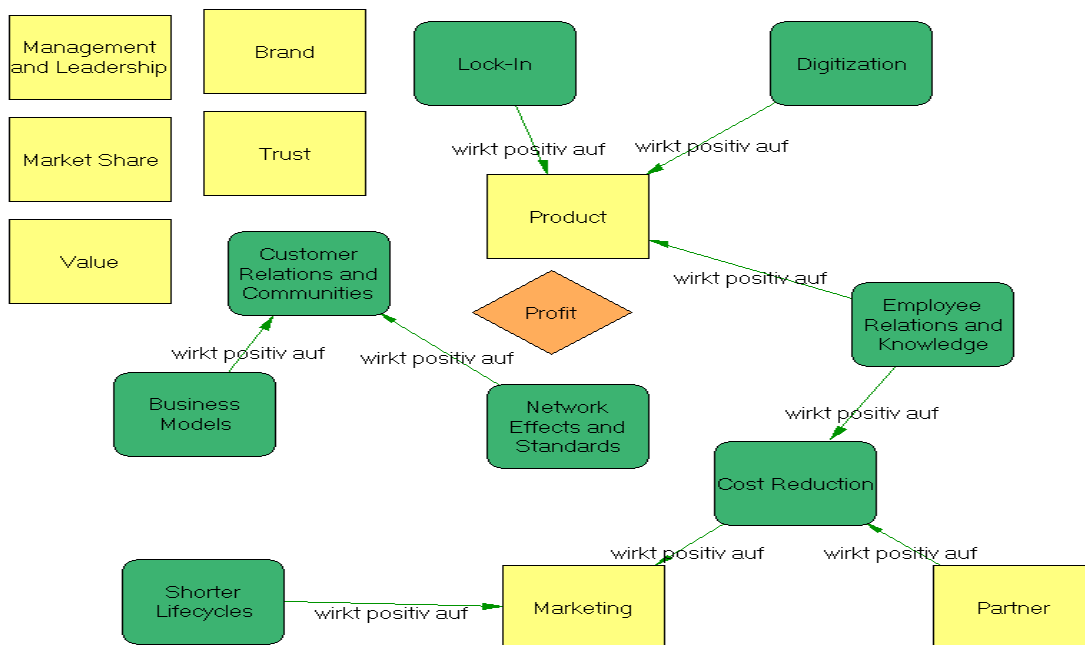 Management
and Leadership
Brand
Lock-In
Digitization
Market Share
Trust
wirkt positiv auf
wirkt positiv auf
Product
Value
Customer
Relations and
Communities
wirkt positiv auf
Profit
Employee
Relations and
Knowledge
wirkt positiv auf
wirkt positiv auf
Business
Models
Network
Effects and
Standards
wirkt positiv auf
Cost Reduction
wirkt positiv auf
wirkt positiv auf
Shorter
Lifecycles
wirkt positiv auf
Marketing
Partner